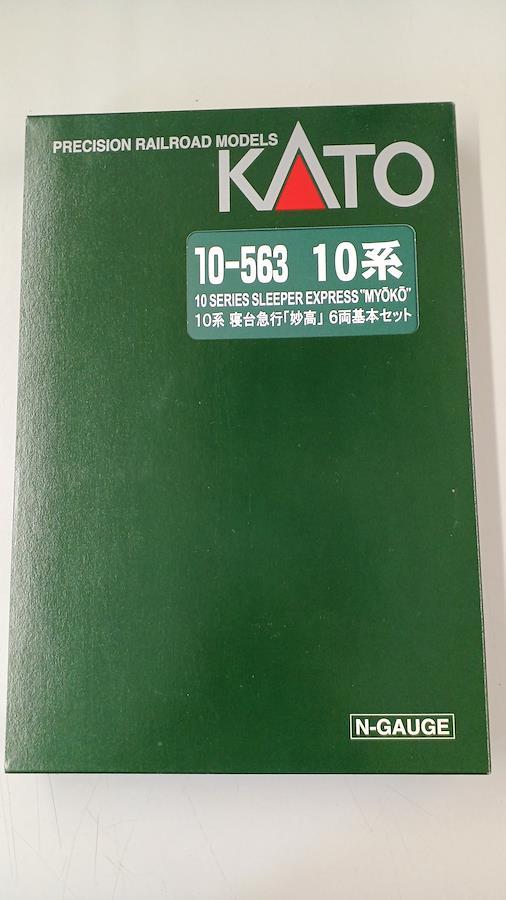 PRECISION RAILROAD MODELS
KATO
10-563 10系
10 SERIES SLEEPER EXPRESS "MYŌKŌ"
10系 寝台急行「妙高」 6両基本セット
N-GAUGE